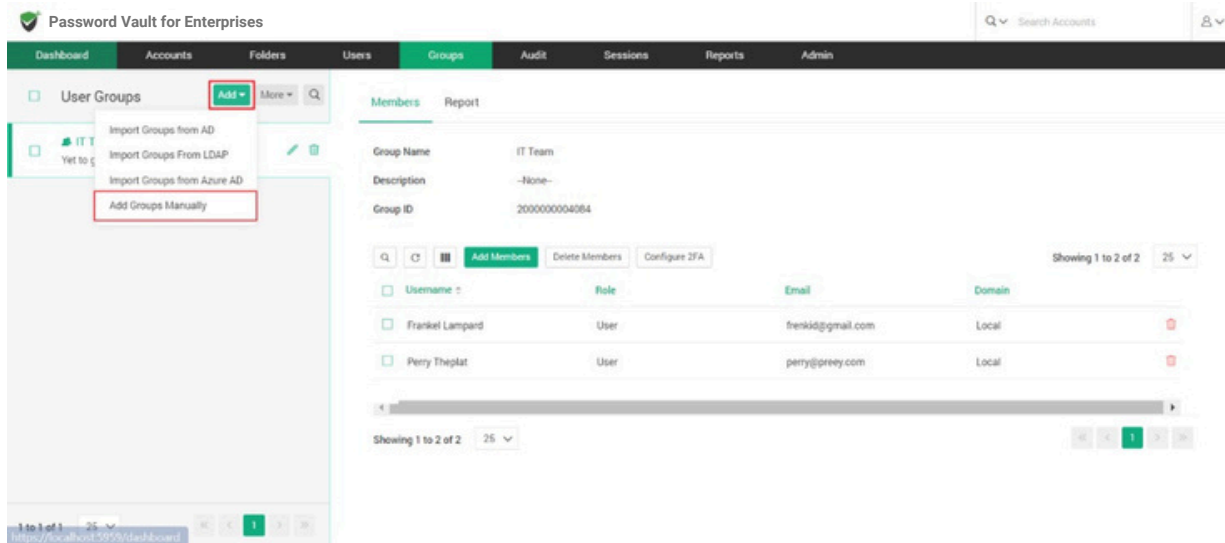 Password Vault for Enterprises
Search Accounts
Dashboard Accounts Folders Users Groups Audit Sessions Reports Admin
User Groups Add More
Members Report
Import Groups from AD
IT T
Yet to g
Import Groups From LDAP
Import Groups from Azure AD
Add Groups Manually
Group Name IT Team
Description --None--
Group ID 2000000004084
Add Members Delete Members Configure 2FA Showing 1 to 2 of 2 25
Username Role Email Domain
Frankel Lampard User frenkid@gmail.com Local
Perry Theplat User perry@preey.com Local
Showing 1 to 2 of 2 25 1
1 to 1 of 1 25 1
https://localhost:5959/dashboard